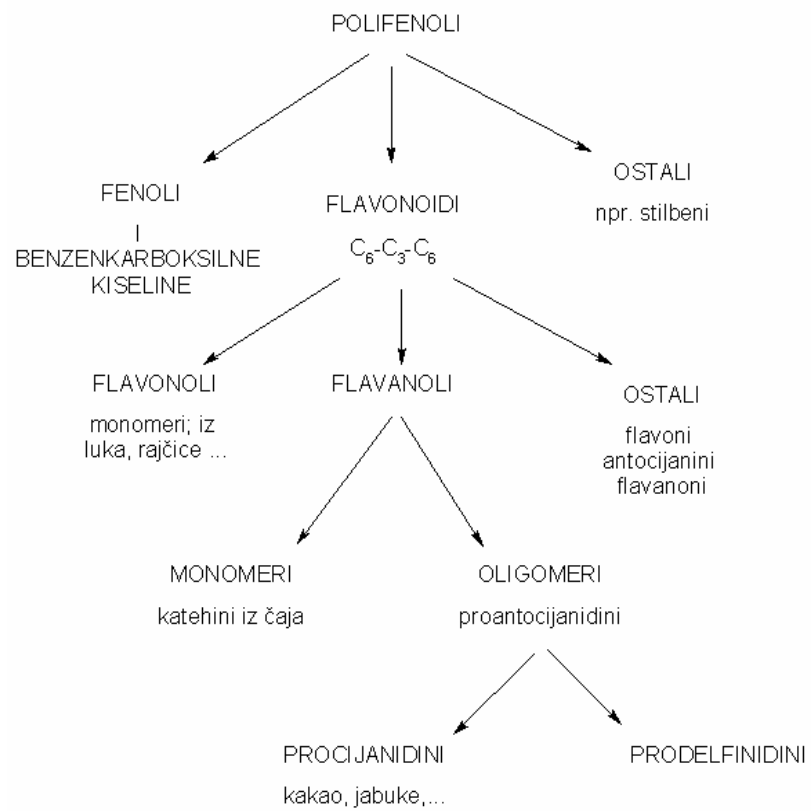 POLIFENOLI
FENOLI
I
BENZENKARBOKSILNE
KISELINE
FLAVONOIDI
C₆-C₃-C₆
OSTALI
npr. stilbeni
FLAVONOLI
monomeri; iz
luka, rajčice ...
FLAVANOLI
OSTALI
flavoni
antocijanini
flavanoni
MONOMERI
katehini iz čaja
OLIGOMERI
proantocijanidini
PROCIJANIDINI
kakao, jabuke,...
PRODELFINIDINI